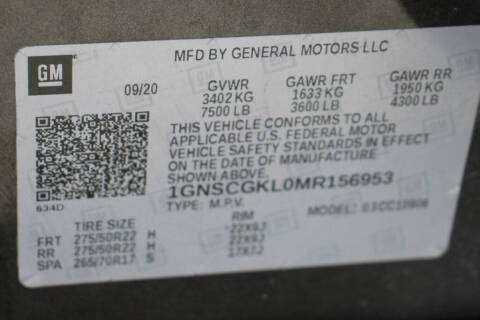 GM
MFD BY GENERAL MOTORS LLC
09/20 GVWR GAWR FRT GAWR RR
3402 KG 1633 KG 1950 KG
7500 LB 3600 LB 4300 LB
THIS VEHICLE CONFORMS TO ALL
APPLICABLE U.S. FEDERAL MOTOR
VEHICLE SAFETY STANDARDS IN EFFECT
ON THE DATE OF MANUFACTURE
SHOWN ABOVE.
1GNSCGKL0MR156953
634D
TYPE: M.P.V. MODEL:
TIRE SIZE RIM
FRT 275/50R22 H 22X9J
RR 275/50R22 H 22X9J
SPA 265/70R17 S 17X7J